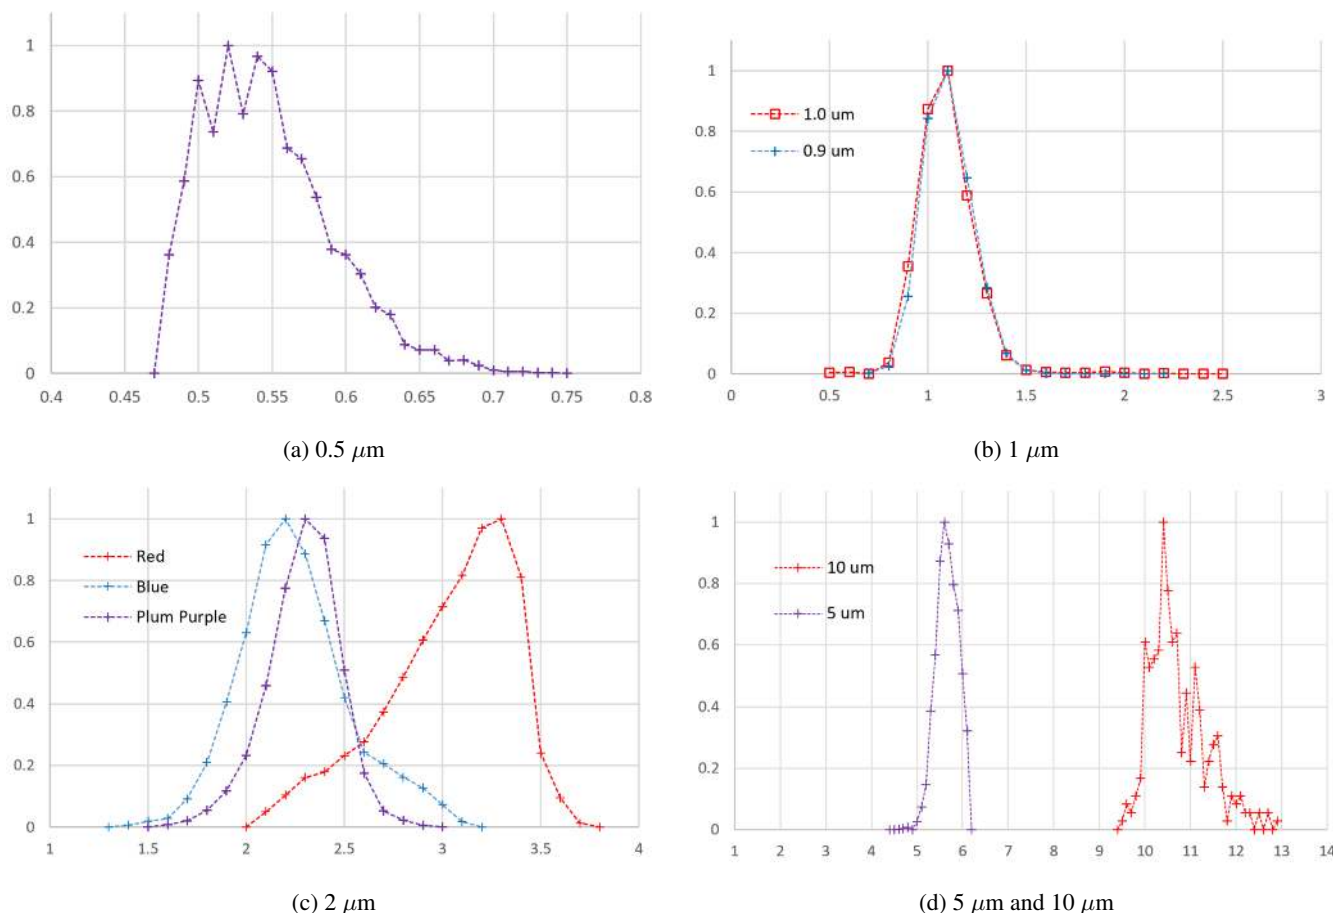 1
0.8
0.6
0.4
0.2
0
0.4 0.45 0.5 0.55 0.6 0.65 0.7 0.75 0.8
(a) 0.5 μm
1
0.8
0.6
0.4
0.2
0
1.0 um
0.9 um
0 0.5 1 1.5 2 2.5 3
(b) 1 μm
1
0.8
0.6
0.4
0.2
0
Red
Blue
Plum Purple
1 1.5 2 2.5 3 3.5 4
(c) 2 μm
1
0.8
0.6
0.4
0.2
0
10 um
5 um
1 2 3 4 5 6 7 8 9 10 11 12 13 14
(d) 5 μm and 10 μm